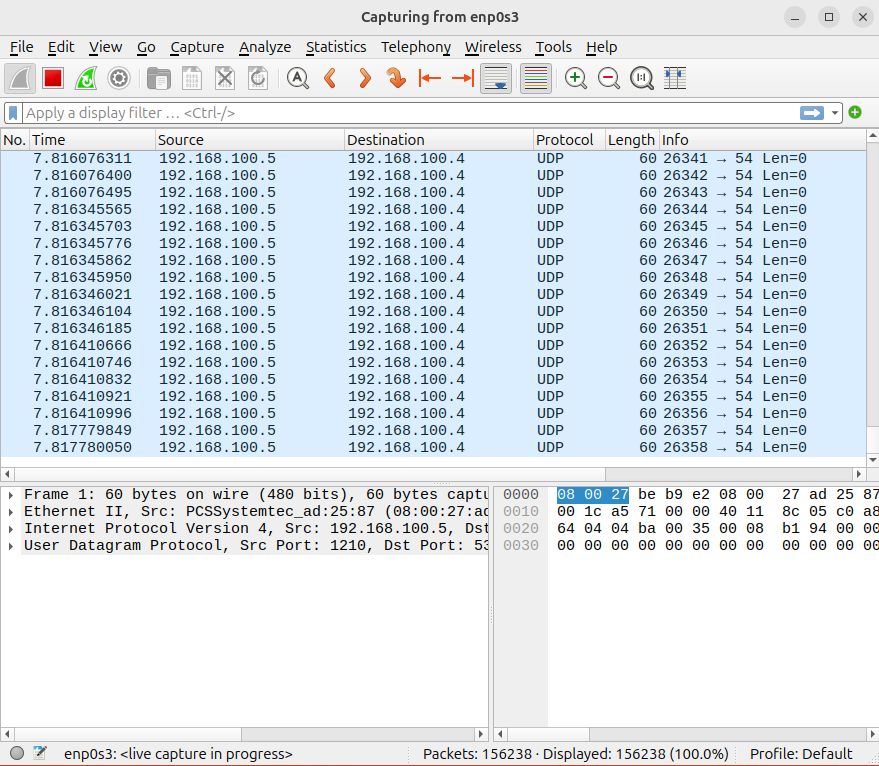 Capturing from enp0s3
File Edit View Go Capture Analyze Statistics Telephony Wireless Tools Help
Apply a display filter … <Ctrl-/>
No. Time Source Destination Protocol Length Info
7.816076311 192.168.100.5 192.168.100.4 UDP 60 26341 → 54 Len=0
7.816076400 192.168.100.5 192.168.100.4 UDP 60 26342 → 54 Len=0
7.816076495 192.168.100.5 192.168.100.4 UDP 60 26343 → 54 Len=0
7.816345565 192.168.100.5 192.168.100.4 UDP 60 26344 → 54 Len=0
7.816345703 192.168.100.5 192.168.100.4 UDP 60 26345 → 54 Len=0
7.816345776 192.168.100.5 192.168.100.4 UDP 60 26346 → 54 Len=0
7.816345862 192.168.100.5 192.168.100.4 UDP 60 26347 → 54 Len=0
7.816345950 192.168.100.5 192.168.100.4 UDP 60 26348 → 54 Len=0
7.816346021 192.168.100.5 192.168.100.4 UDP 60 26349 → 54 Len=0
7.816346104 192.168.100.5 192.168.100.4 UDP 60 26350 → 54 Len=0
7.816346185 192.168.100.5 192.168.100.4 UDP 60 26351 → 54 Len=0
7.816410666 192.168.100.5 192.168.100.4 UDP 60 26352 → 54 Len=0
7.816410746 192.168.100.5 192.168.100.4 UDP 60 26353 → 54 Len=0
7.816410832 192.168.100.5 192.168.100.4 UDP 60 26354 → 54 Len=0
7.816410921 192.168.100.5 192.168.100.4 UDP 60 26355 → 54 Len=0
7.816410996 192.168.100.5 192.168.100.4 UDP 60 26356 → 54 Len=0
7.817779849 192.168.100.5 192.168.100.4 UDP 60 26357 → 54 Len=0
7.817780050 192.168.100.5 192.168.100.4 UDP 60 26358 → 54 Len=0
Frame 1: 60 bytes on wire (480 bits), 60 bytes captu
Ethernet II, Src: PCSSystemtec_ad:25:87 (08:00:27:ad
Internet Protocol Version 4, Src: 192.168.100.5, Dst
User Datagram Protocol, Src Port: 1210, Dst Port: 53
0000 08 00 27 be b9 e2 08 00 27 ad 25 87
0010 00 1c a5 71 00 00 40 11 8c 05 c0 a8
0020 64 04 04 ba 00 35 00 08 b1 94 00 00
0030 00 00 00 00 00 00 00 00 00 00 00 00
enp0s3: <live capture in progress> Packets: 156238 · Displayed: 156238 (100.0%) Profile: Default